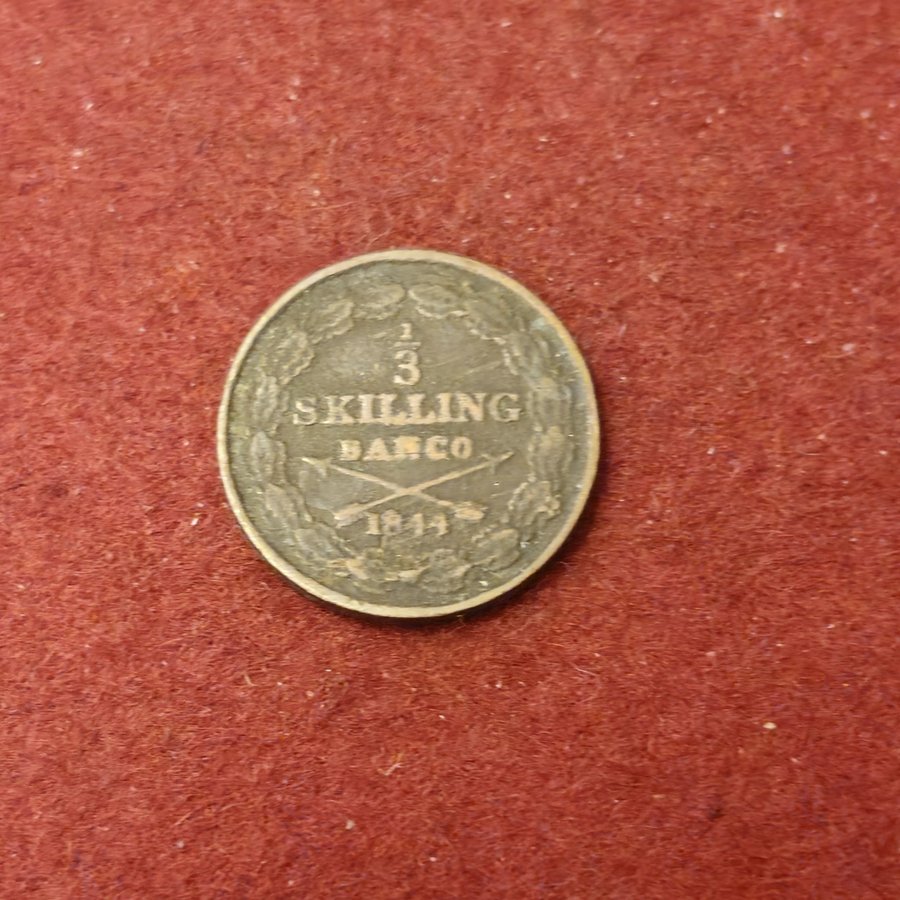 1/3
SKILLING
BANCO
1844